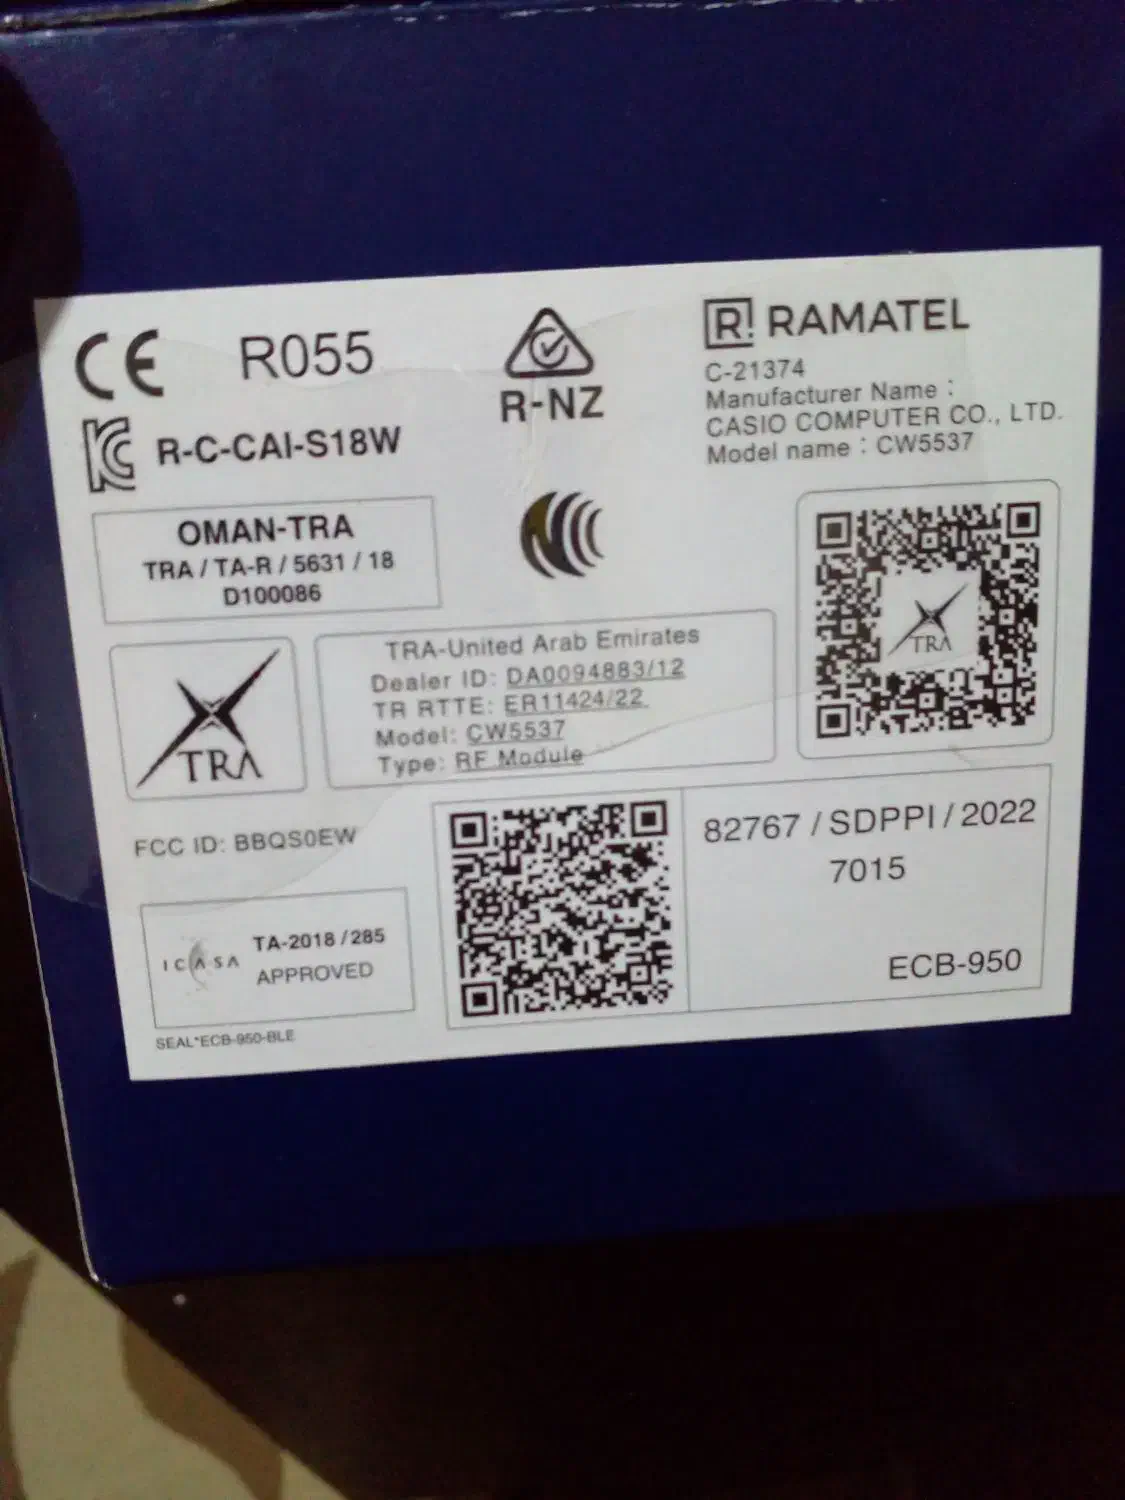 CE R055
R-C-CAI-S18W
R-NZ
R! RAMATEL
C-21374
Manufacturer Name :
CASIO COMPUTER CO., LTD.
Model name : CW5537
OMAN-TRA
TRA / TA-R / 5631 / 18
D100086
TRA
TRA
TRA-United Arab Emirates
Dealer ID: DA0094883/12
TR RTTE: ER11424/22
Model: CW5537
Type: RF Module
FCC ID: BBQS0EW
ICASA
TA-2018 / 285
APPROVED
SEAL*ECB-950-BLE
82767 / SDPPI / 2022
7015
ECB-950